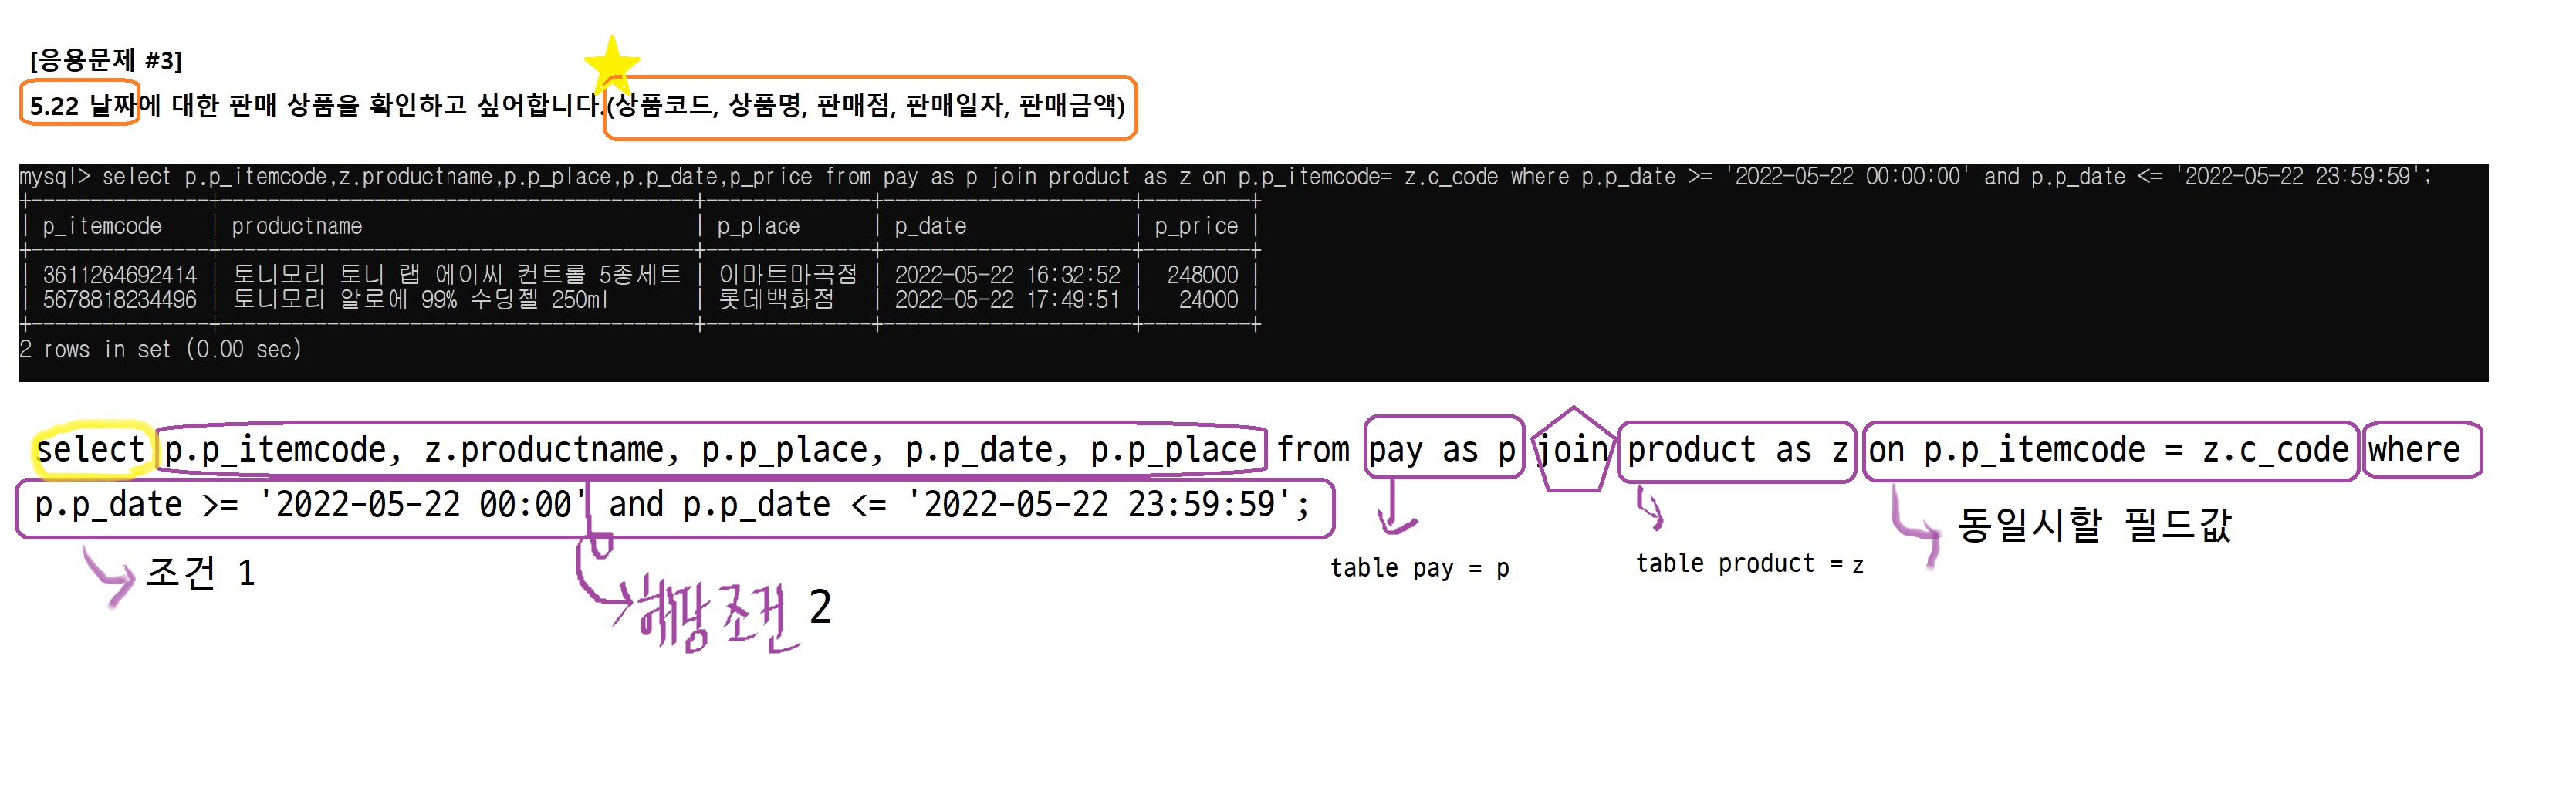 [응용문제 #3]
5.22 날짜에 대한 판매 상품을 확인하고 싶어합니다.(상품코드, 상품명, 판매점, 판매일자, 판매금액)
mysql> select p.p_itemcode,z.productname,p.p_place,p.p_date,p_price from pay as p join product as z on p.p_itemcode= z.c_code where p.p_date >= '2022-05-22 00:00:00' and p.p_date <= '2022-05-22 23:59:59';
+---------------+----------------------------------------+--------------+---------------------+---------+
| p_itemcode | productname | p_place | p_date | p_price |
+---------------+----------------------------------------+--------------+---------------------+---------+
| 3611264692414 | 토니모리 토니 랩 에이씨 컨트롤 5종세트 | 이마트마곡졈 | 2022-05-22 16:32:52 | 248000 |
| 5678818234496 | 토니모리 알로에 99% 수딩젤 250ml | 롯데백화점 | 2022-05-22 17:49:51 | 24000 |
+---------------+----------------------------------------+--------------+---------------------+---------+
2 rows in set (0.00 sec)
select p.p_itemcode, z.productname, p.p_place, p.p_date, p.p_place from pay as p join product as z on p.p_itemcode = z.c_code where
p.p_date >= '2022-05-22 00:00' and p.p_date <= '2022-05-22 23:59:59';
동일시할 필드값
table pay = p
table product = z
조건 1
해당조건 2